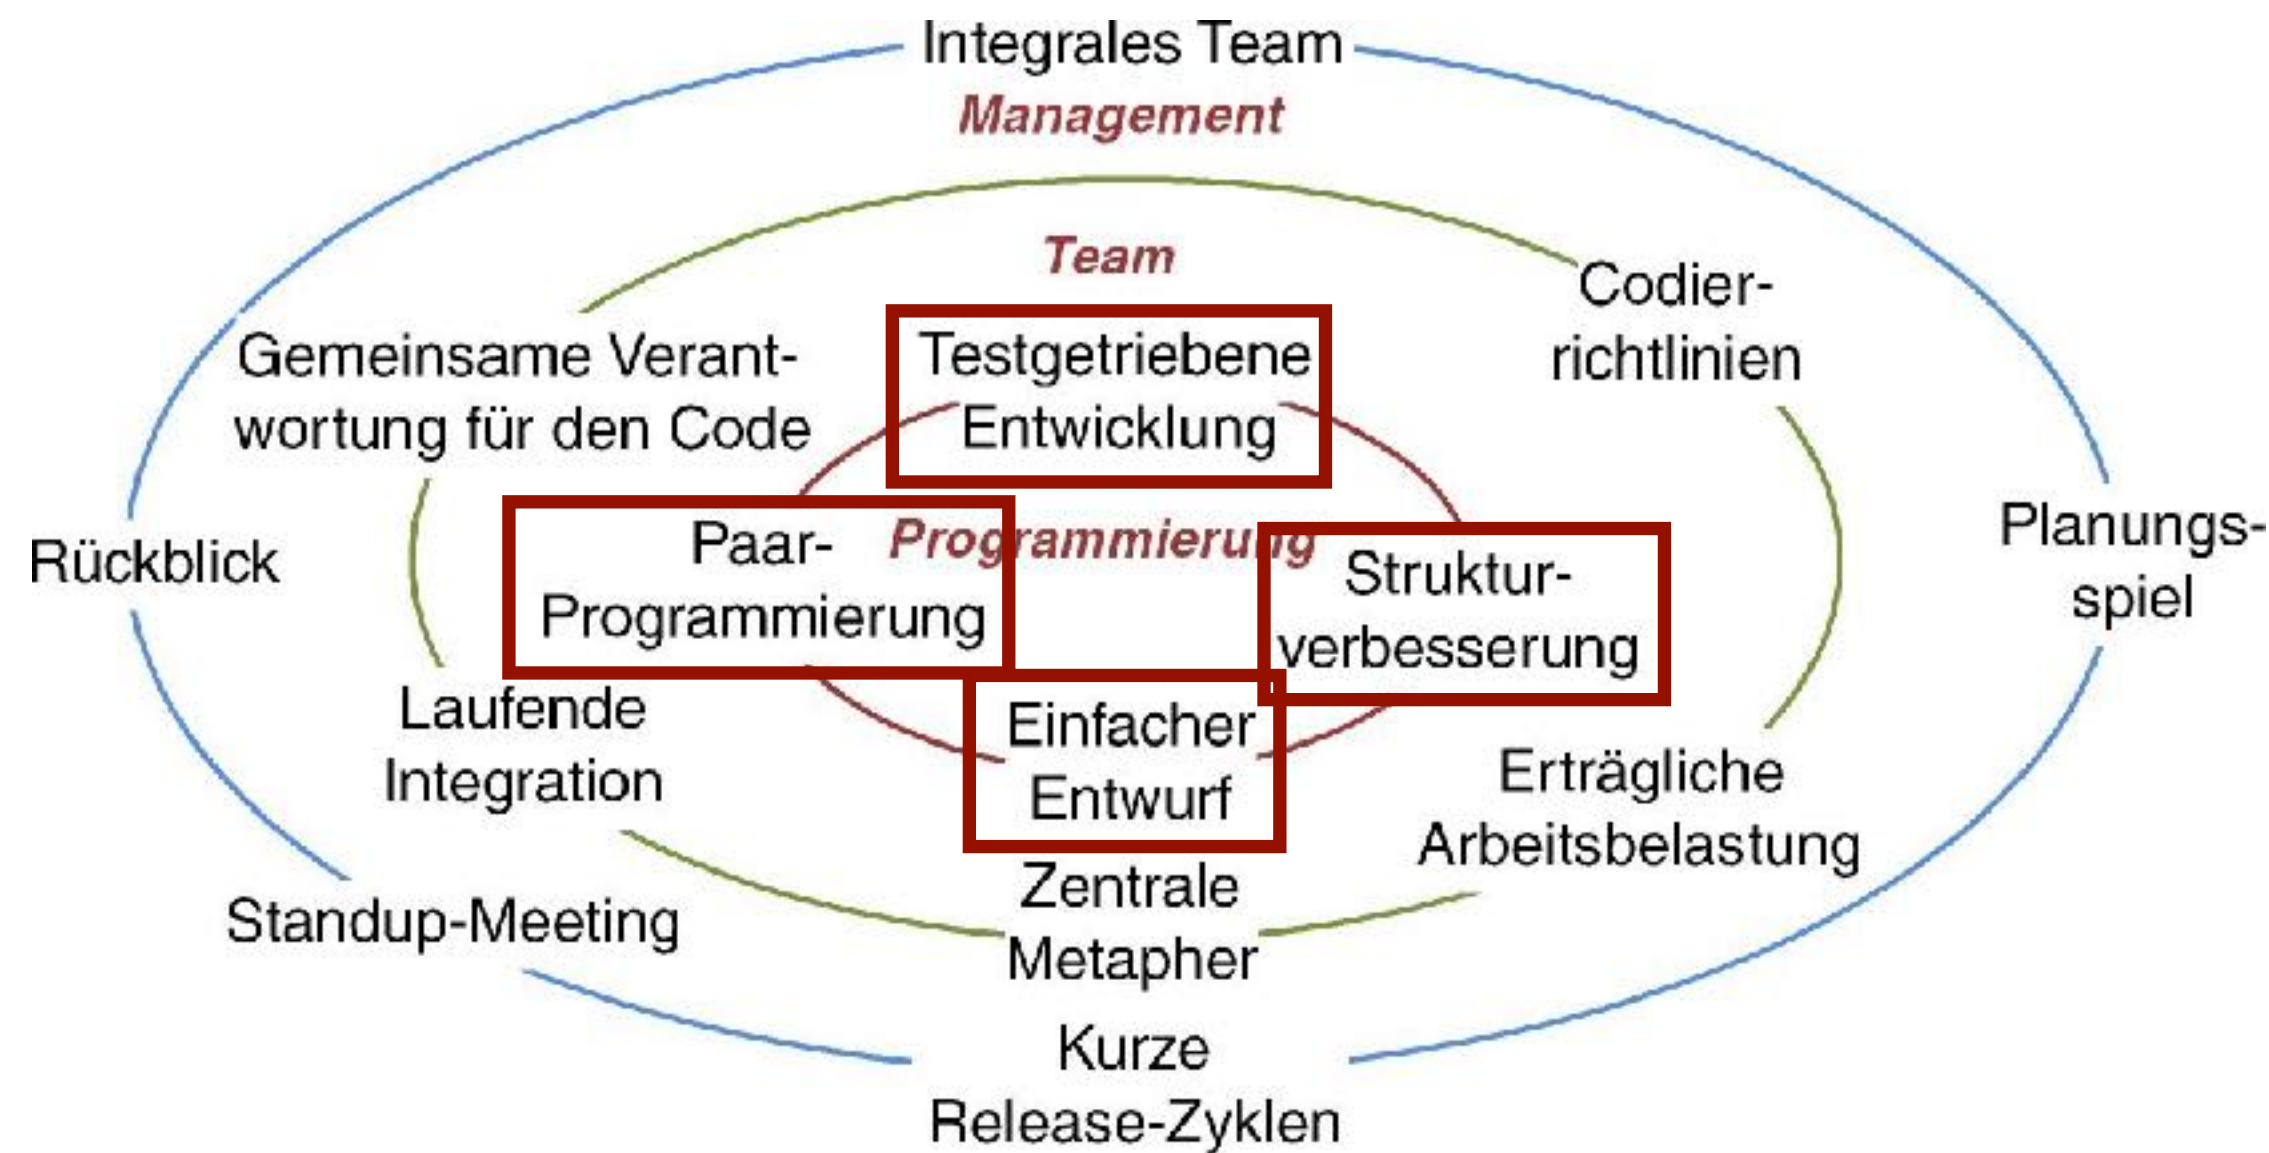 Integrales Team
Management
Team
Codier-
richtlinien
Gemeinsame Verant-
wortung für den Code
Testgetriebene
Entwicklung
Programmierung
Paar-
Programmierung
Struktur-
verbesserung
Rückblick
Planungs-
spiel
Laufende
Integration
Einfacher
Entwurf
Erträgliche
Arbeitsbelastung
Zentrale
Metapher
Standup-Meeting
Kurze
Release-Zyklen